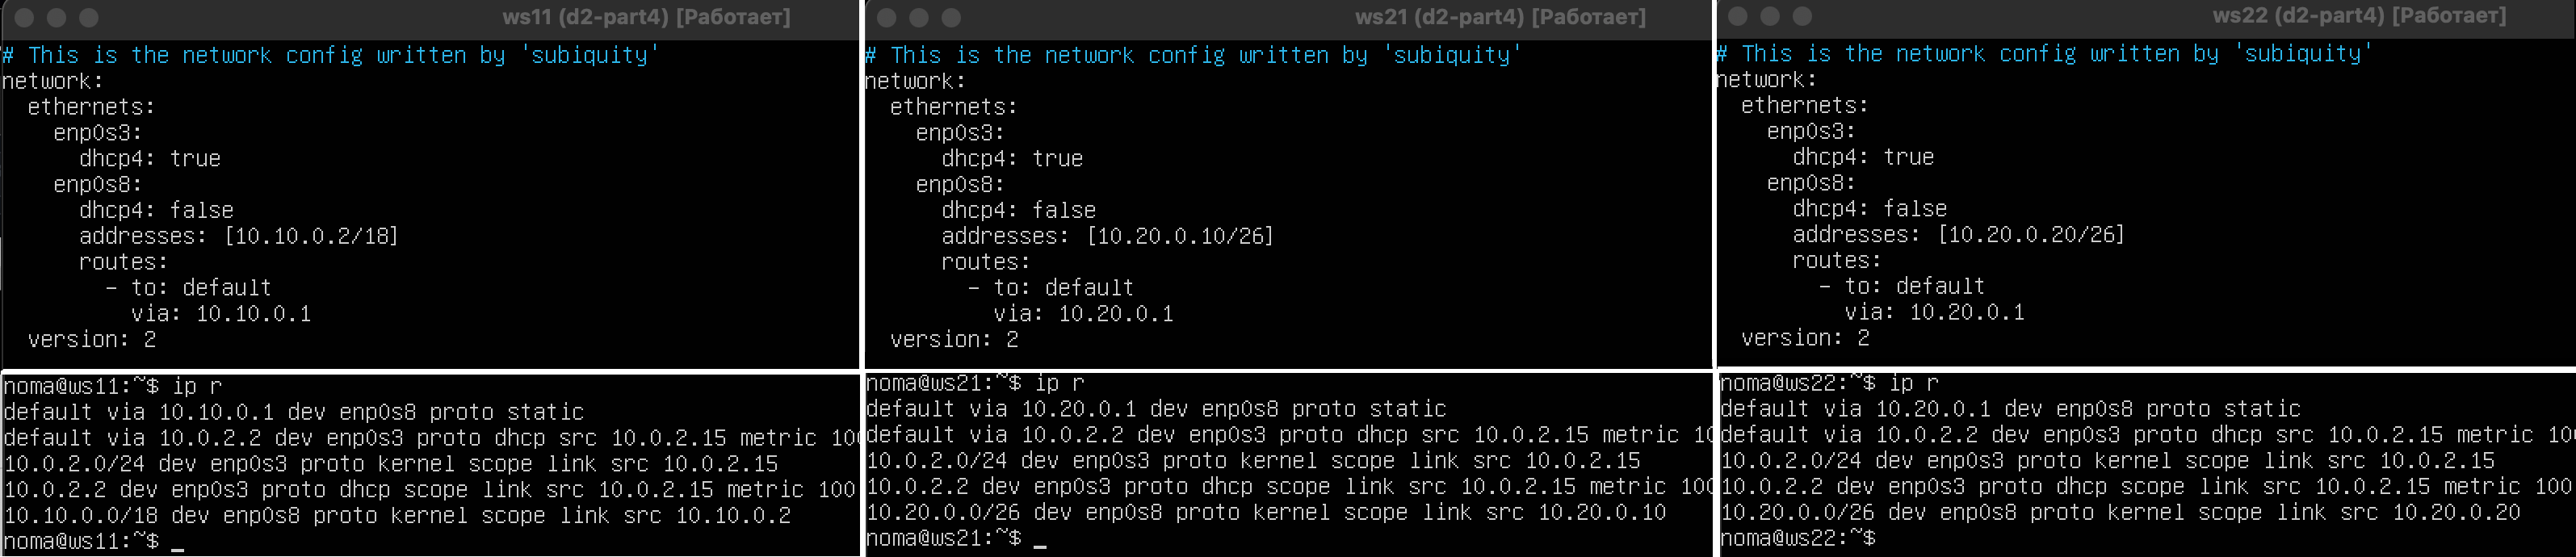 ws11 (d2-part4) [Работает]
# This is the network config written by 'subiquity'
network:
  ethernets:
    enp0s3:
      dhcp4: true
    enp0s8:
      dhcp4: false
      addresses: [10.10.0.2/18]
      routes:
        - to: default
          via: 10.10.0.1
  version: 2
noma@ws11:~$ ip r
default via 10.10.0.1 dev enp0s8 proto static
default via 10.0.2.2 dev enp0s3 proto dhcp src 10.0.2.15 metric 100
10.0.2.0/24 dev enp0s3 proto kernel scope link src 10.0.2.15
10.0.2.2 dev enp0s3 proto dhcp scope link src 10.0.2.15 metric 100
10.10.0.0/18 dev enp0s8 proto kernel scope link src 10.10.0.2
noma@ws11:~$ _
ws21 (d2-part4) [Работает]
# This is the network config written by 'subiquity'
network:
  ethernets:
    enp0s3:
      dhcp4: true
    enp0s8:
      dhcp4: false
      addresses: [10.20.0.10/26]
      routes:
        - to: default
          via: 10.20.0.1
  version: 2
noma@ws21:~$ ip r
default via 10.20.0.1 dev enp0s8 proto static
default via 10.0.2.2 dev enp0s3 proto dhcp src 10.0.2.15 metric 10
10.0.2.0/24 dev enp0s3 proto kernel scope link src 10.0.2.15
10.0.2.2 dev enp0s3 proto dhcp scope link src 10.0.2.15 metric 100
10.20.0.0/26 dev enp0s8 proto kernel scope link src 10.20.0.10
noma@ws21:~$ _
ws22 (d2-part4) [Работает]
# This is the network config written by 'subiquity'
network:
  ethernets:
    enp0s3:
      dhcp4: true
    enp0s8:
      dhcp4: false
      addresses: [10.20.0.20/26]
      routes:
        - to: default
          via: 10.20.0.1
  version: 2
noma@ws22:~$ ip r
default via 10.20.0.1 dev enp0s8 proto static
default via 10.0.2.2 dev enp0s3 proto dhcp src 10.0.2.15 metric 100
10.0.2.0/24 dev enp0s3 proto kernel scope link src 10.0.2.15
10.0.2.2 dev enp0s3 proto dhcp scope link src 10.0.2.15 metric 100
10.20.0.0/26 dev enp0s8 proto kernel scope link src 10.20.0.20
noma@ws22:~$